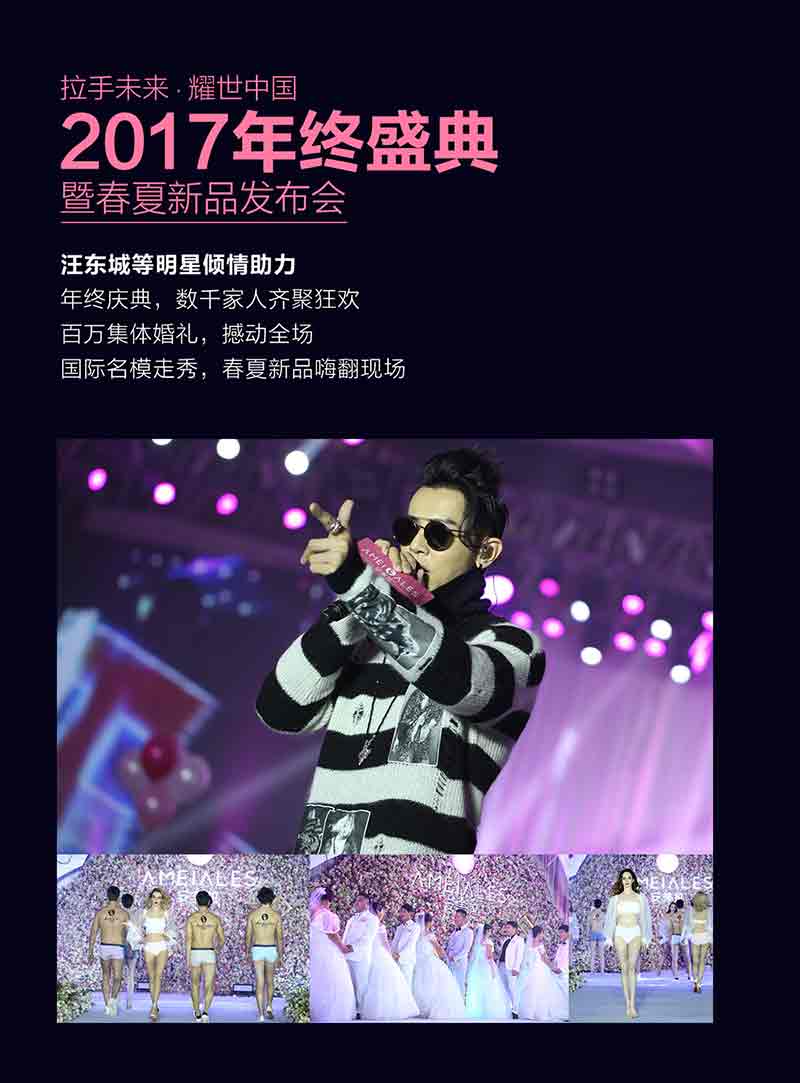 拉手未来·耀世中国
2017年终盛典
暨春夏新品发布会
汪东城等明星倾情助力
年终庆典，数千家人齐聚狂欢
百万集体婚礼，撼动全场
国际名模走秀，春夏新品嗨翻现场
AMEIALES
AMEIALES
AMEIALES
MEIALES